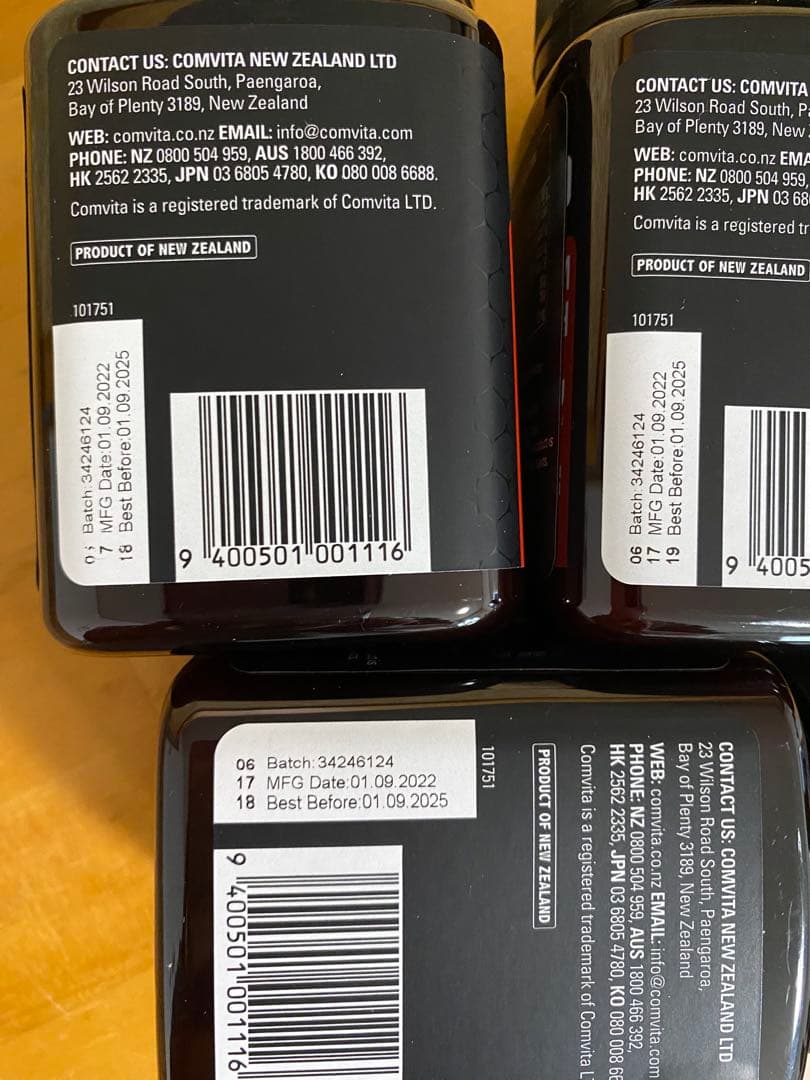 CONTACT US: COMVITA NEW ZEALAND LTD
23 Wilson Road South, Paengaroa,
Bay of Plenty 3189, New Zealand
WEB: comvita.co.nz EMAIL: info@comvita.com
PHONE: NZ 0800 504 959, AUS 1800 466 392,
HK 2562 2335, JPN 03 6805 4780, KO 080 008 6688.
Comvita is a registered trademark of Comvita LTD.
PRODUCT OF NEW ZEALAND
101751
Batch:34246124
7 MFG Date:01.09.2022
18 Best Before:01.09.2025
9 400501 001116
CONTACT US: COMVITA
23 Wilson Road South, P
Bay of Plenty 3189, New
WEB: comvita.co.nz EMA
PHONE: NZ 0800 504 959,
HK 2562 2335, JPN 03 68
Comvita is a registered tr
PRODUCT OF NEW ZEALAND
101751
06 Batch:34246124
17 MFG Date:01.09.2022
19 Best Before:01.09.2025
9 4005
06 Batch:34246124
17 MFG Date:01.09.2022
18 Best Before:01.09.2025
9 400501 001116
101751
PRODUCT OF NEW ZEALAND
CONTACT US: COMVITA NEW ZEALAND LTD
23 Wilson Road South, Paengaroa,
Bay of Plenty 3189, New Zealand
WEB: comvita.co.nz EMAIL: info@comvita.com
PHONE: NZ 0800 504 959, AUS 1800 466 392,
HK 2562 2335, JPN 03 6805 4780, KO 080 008 66
Comvita is a registered trademark of Comvita L